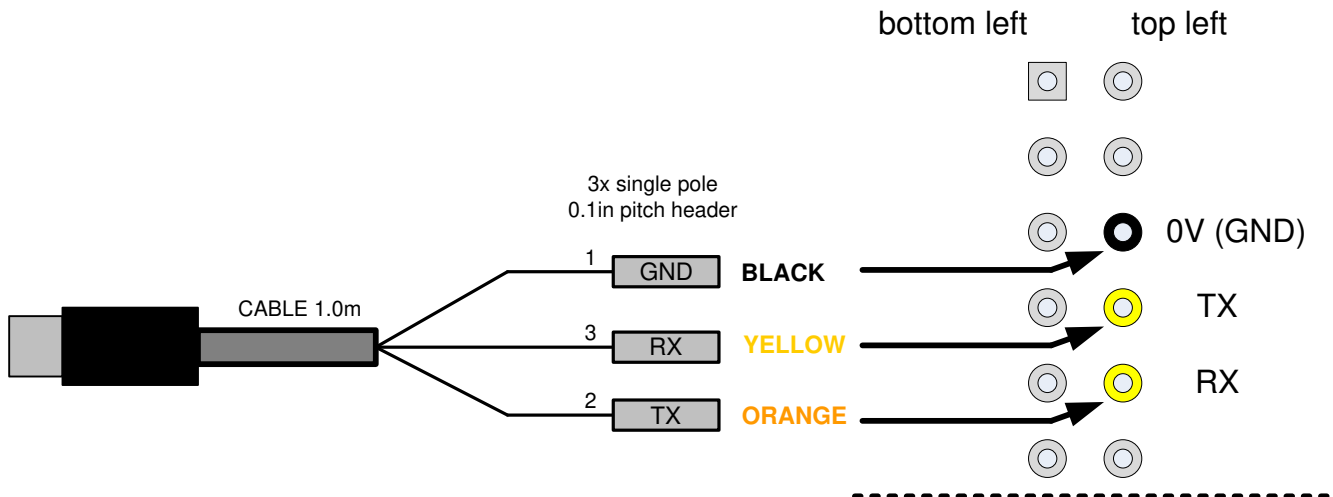 bottom left
top left
3x single pole
0.1in pitch header
0V (GND)
1
GND
BLACK
CABLE 1.0m
TX
3
RX
YELLOW
RX
2
TX
ORANGE